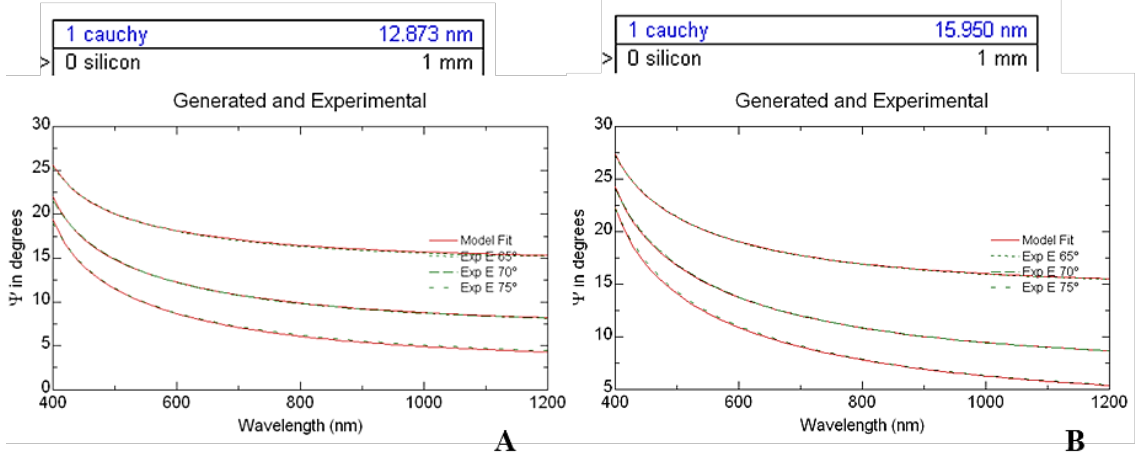 1 cauchy 12.873 nm
> 0 silicon 1 mm
Generated and Experimental
30
25
20
15
10
5
0
Ψ in degrees
Model Fit
Exp E 65°
Exp E 70°
Exp E 75°
400 600 800 1000 1200
Wavelength (nm)
A
1 cauchy 15.950 nm
> 0 silicon 1 mm
Generated and Experimental
30
25
20
15
10
5
Ψ in degrees
Model Fit
Exp E 65°
Exp E 70°
Exp E 75°
400 600 800 1000 1200
Wavelength (nm)
B